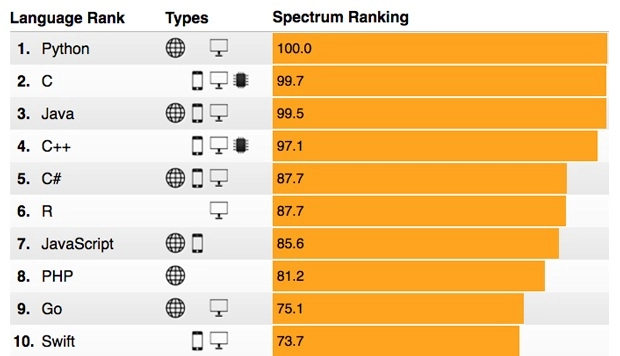 Language Rank Types Spectrum Ranking
1. Python 100.0
2. C 99.7
3. Java 99.5
4. C++ 97.1
5. C# 87.7
6. R 87.7
7. JavaScript 85.6
8. PHP 81.2
9. Go 75.1
10. Swift 73.7